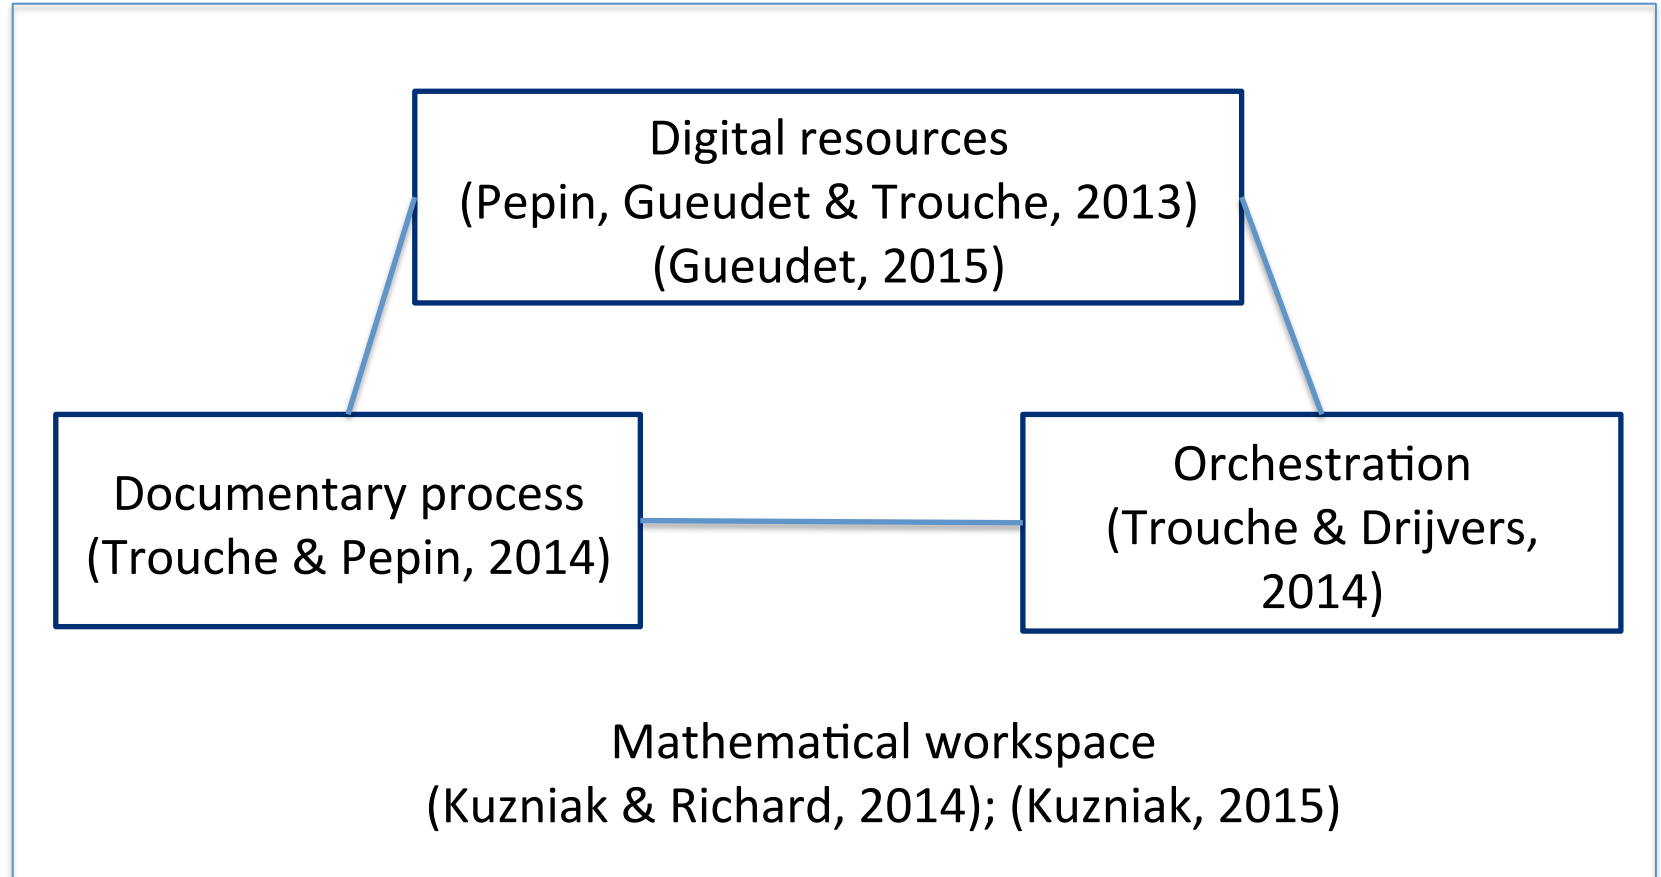 Digital resources
(Pepin, Gueudet & Trouche, 2013)
(Gueudet, 2015)
Documentary process
(Trouche & Pepin, 2014)
Orchestration
(Trouche & Drijvers,
2014)
Mathematical workspace
(Kuzniak & Richard, 2014); (Kuzniak, 2015)